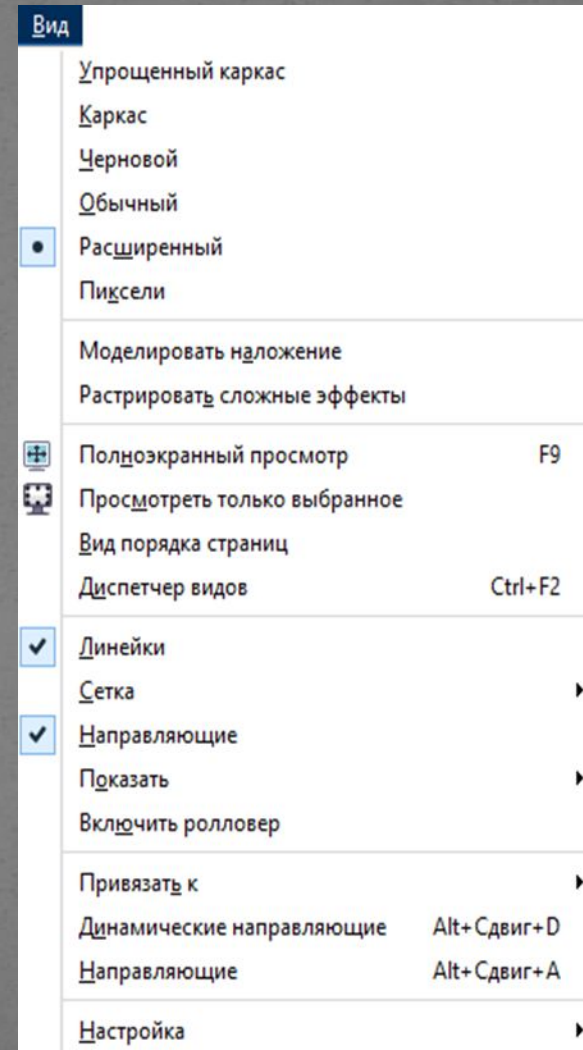 Вид
Упрощенный каркас
Каркас
Черновой
Обычный
Расширенный
Пиксели
Моделировать наложение
Растрировать сложные эффекты
Полноэкранный просмотр F9
Просмотреть только выбранное
Вид порядка страниц
Диспетчер видов Ctrl+F2
Линейки
Сетка
Направляющие
Показать
Включить ролловер
Привязать к
Динамические направляющие Alt+Сдвиг+D
Направляющие Alt+Сдвиг+A
Настройка